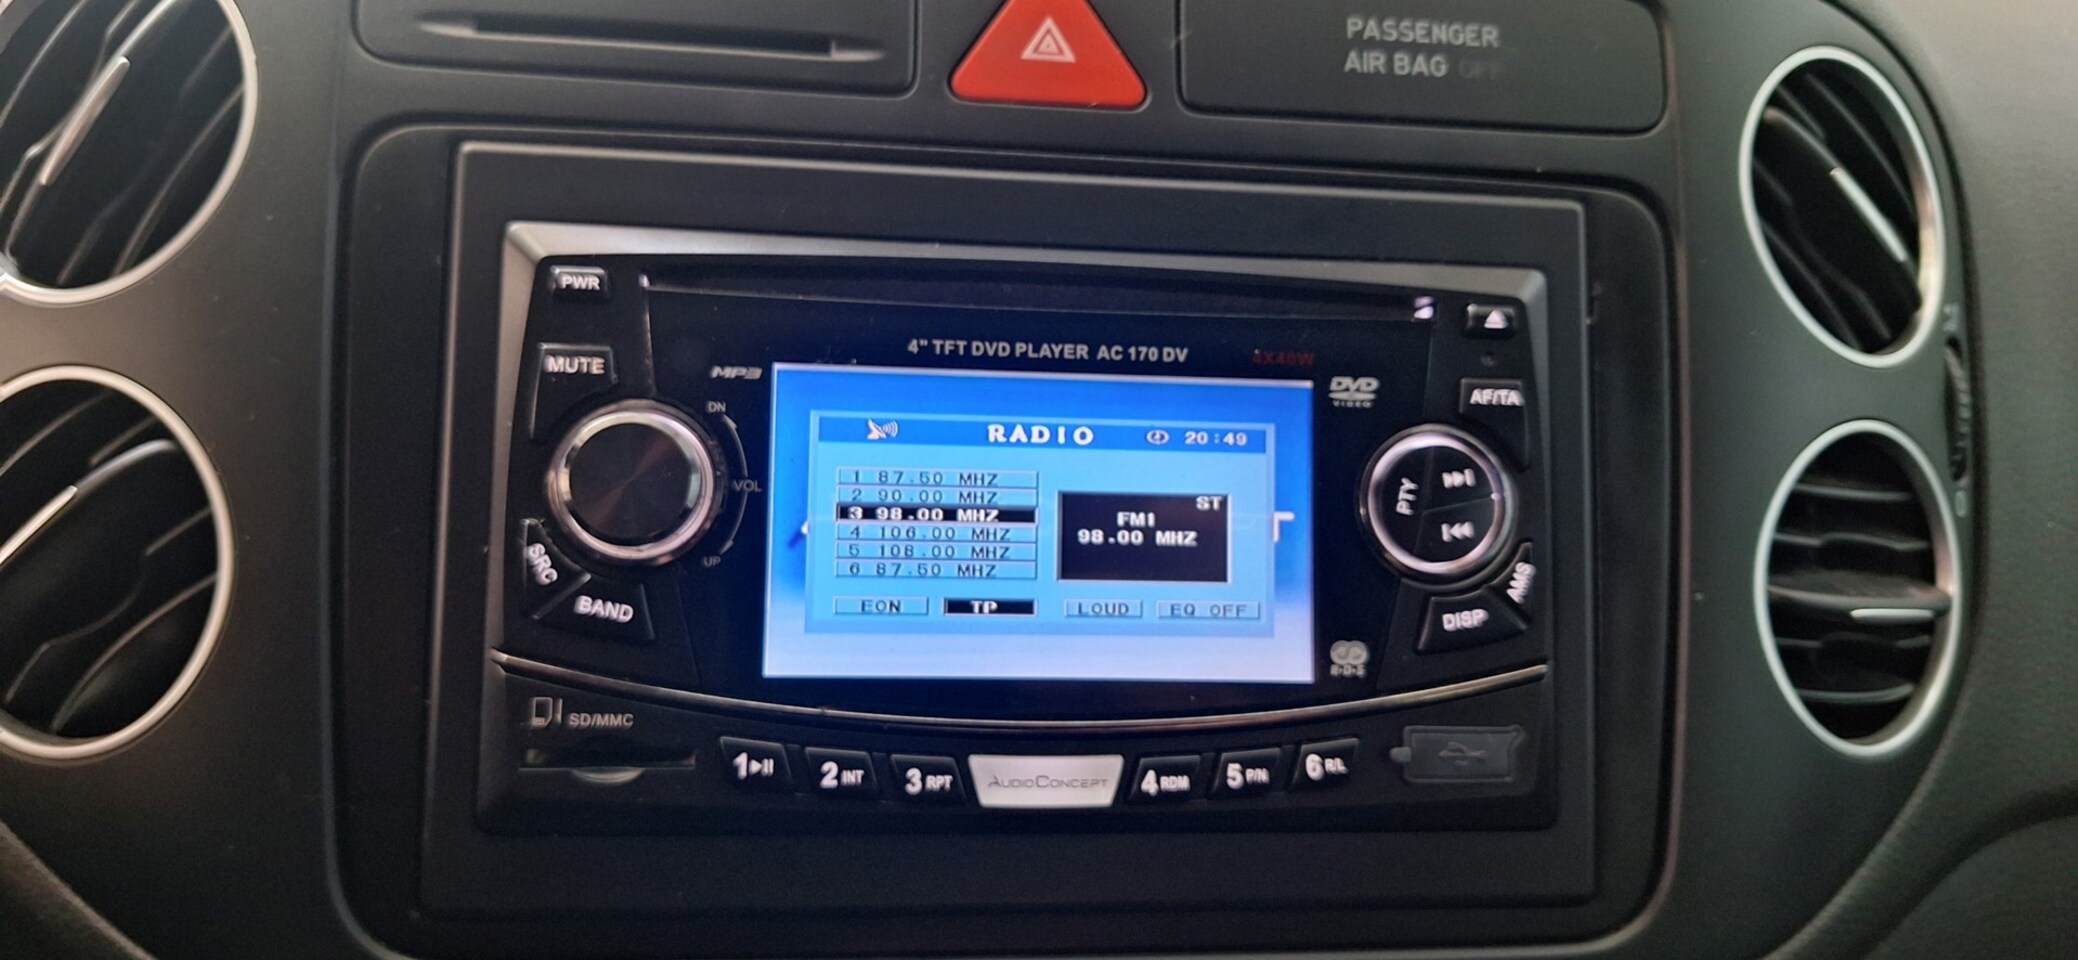 PASSENGER
AIR BAG OFF
PWR
4" TFT DVD PLAYER AC 170 DV
4X40W
MUTE
MP3
DN
VOL
UP
DVD
VIDEO
AF/TA
RADIO
20:49
1 87.50 MHZ
2 90.00 MHZ
3 98.00 MHZ
4 106.00 MHZ
5 108.00 MHZ
6 87.50 MHZ
ST
FM1
98.00 MHZ
EON
TP
LOUD
EQ OFF
T
PTY
SRC
BAND
AMS
DISP
R·D·S
SD/MMC
1
2 INT
3 RPT
AUDIOCONCEPT
4 RDM
5 P/N
6 R/L